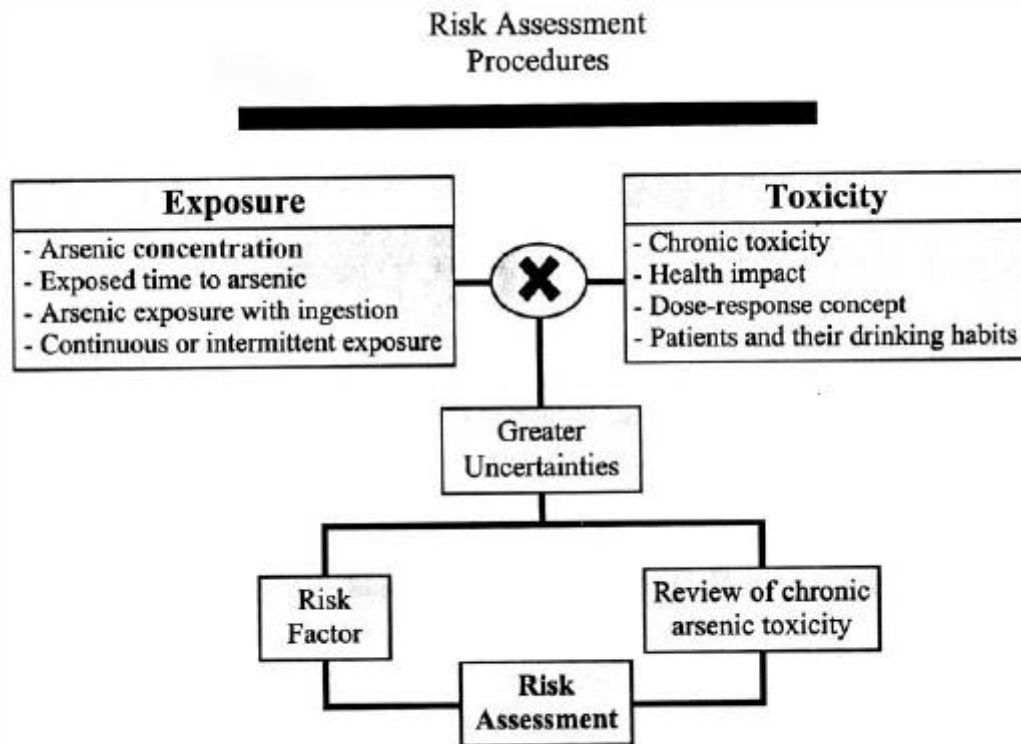 Risk Assessment
Procedures
Exposure
- Arsenic concentration
- Exposed time to arsenic
- Arsenic exposure with ingestion
- Continuous or intermittent exposure
Toxicity
- Chronic toxicity
- Health impact
- Dose-response concept
- Patients and their drinking habits
Greater
Uncertainties
Risk
Factor
Review of chronic
arsenic toxicity
Risk
Assessment